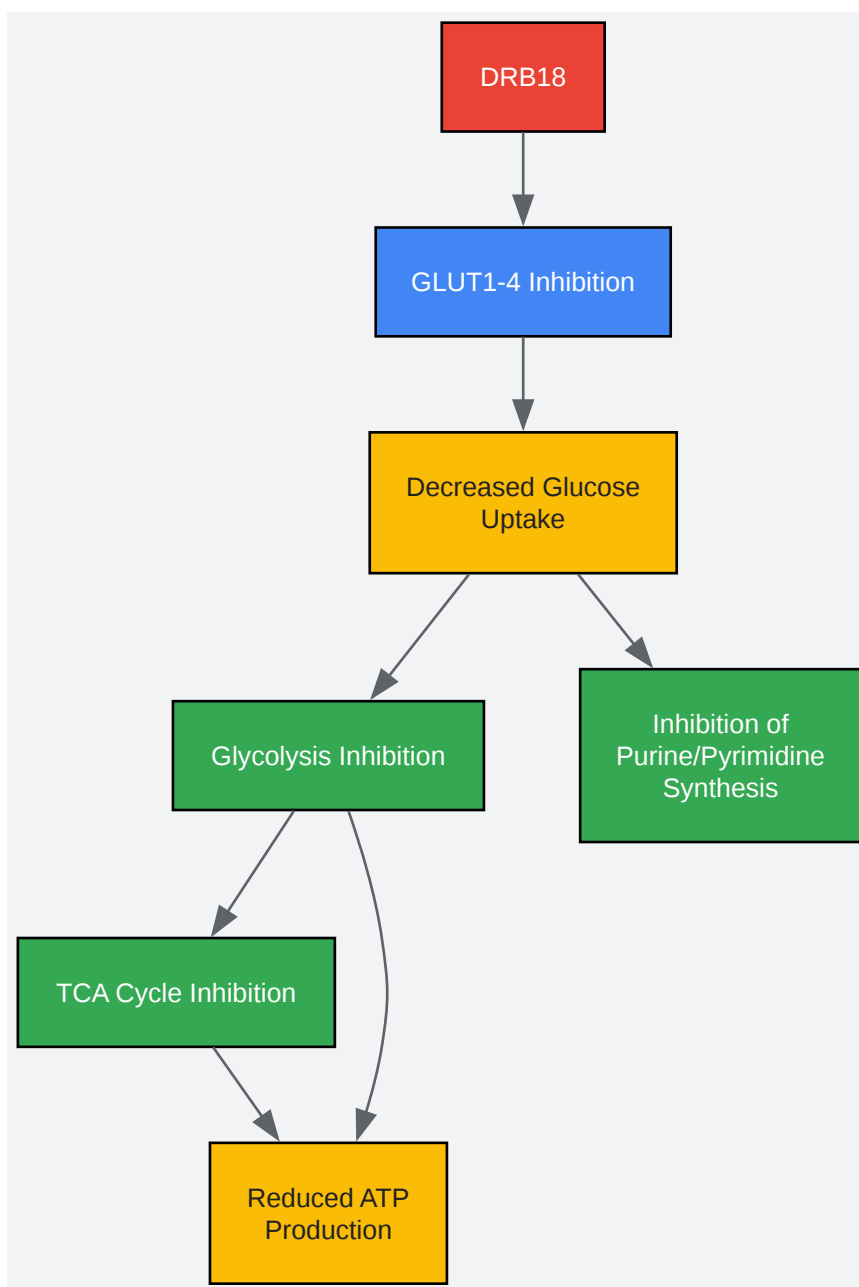 DRB18
GLUT1-4 Inhibition
Decreased Glucose
Uptake
Glycolysis Inhibition
Inhibition of
Purine/Pyrimidine
Synthesis
TCA Cycle Inhibition
Reduced ATP
Production